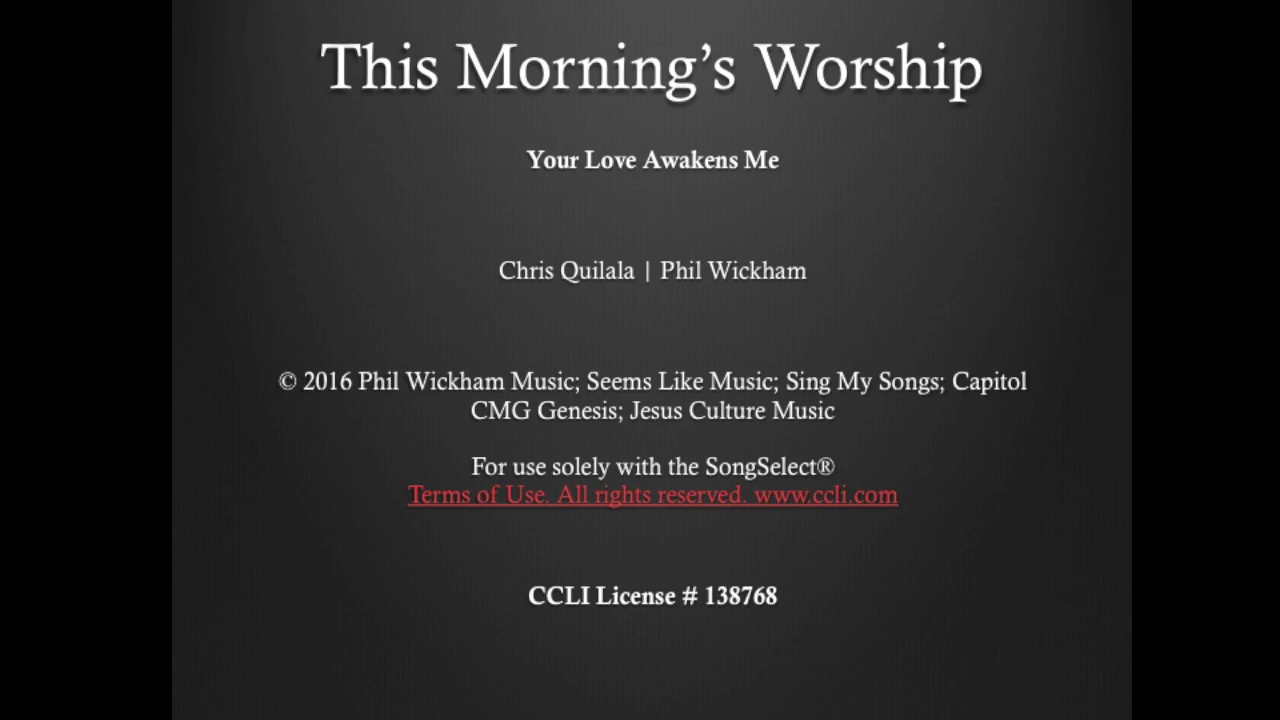 This Morning’s Worship
Your Love Awakens Me
Chris Quilala | Phil Wickham
© 2016 Phil Wickham Music; Seems Like Music; Sing My Songs; Capitol
CMG Genesis; Jesus Culture Music
For use solely with the SongSelect®
Terms of Use. All rights reserved. www.ccli.com
CCLI License # 138768